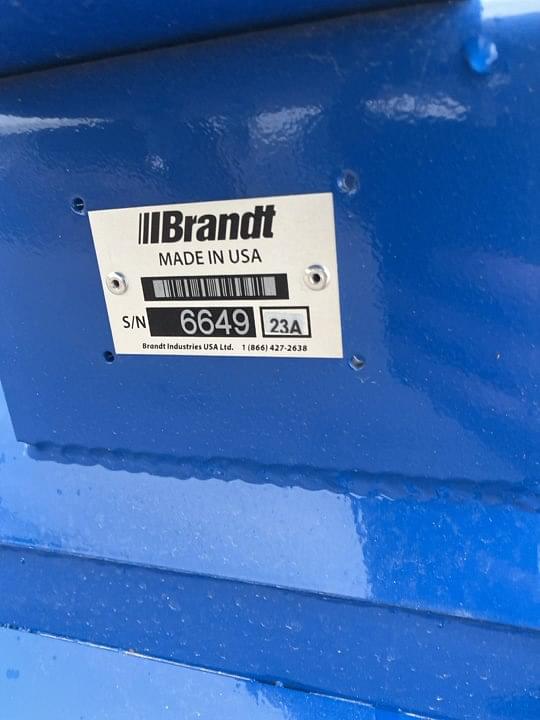 Brandt
MADE IN USA
S/N 6649 23A
Brandt Industries USA Ltd. 1 (866) 427-2638